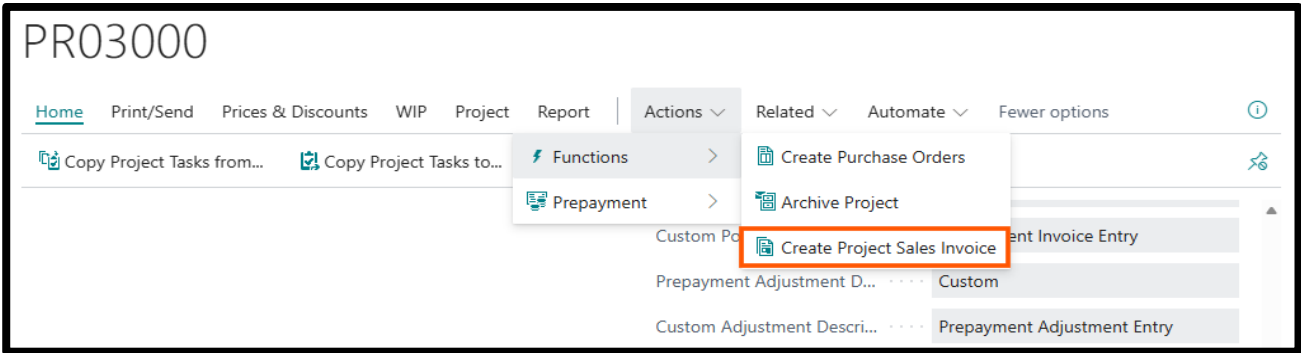 PR03000
Home Print/Send Prices & Discounts WIP Project Report Actions Related Automate Fewer options
Copy Project Tasks from... Copy Project Tasks to... Functions Create Purchase Orders
Prepayment Archive Project
Custom Po ent Invoice Entry
Create Project Sales Invoice
Prepayment Adjustment D... Custom
Custom Adjustment Descri... Prepayment Adjustment Entry